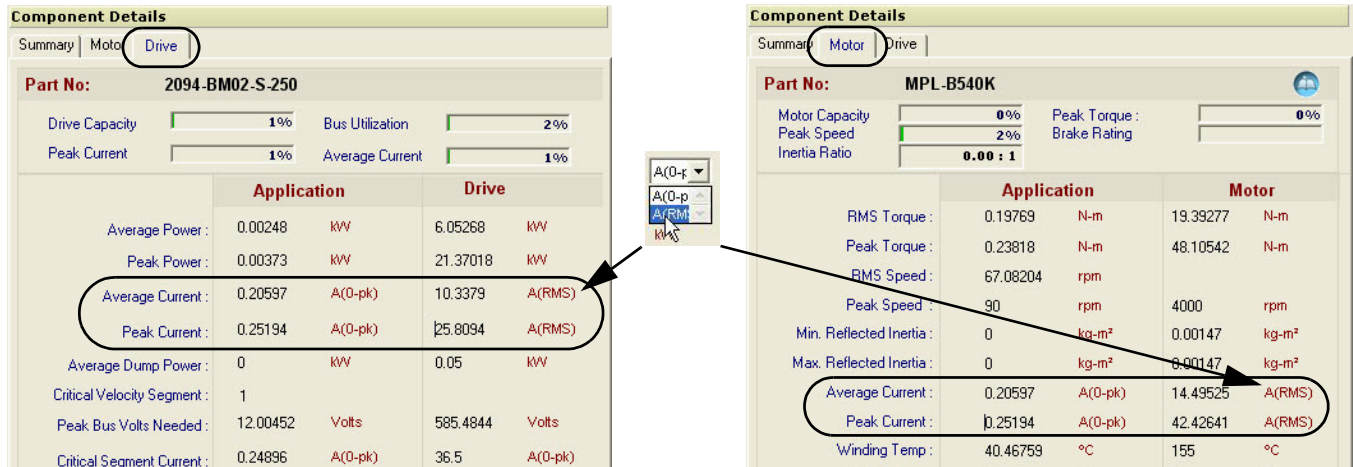 Component Details
Summary Motor Drive
Part No: 2094-BM02-S-250
Drive Capacity 1% Bus Utilization 2%
Peak Current 1% Average Current 1%
Application Drive
Average Power : 0.00248 kW 6.05268 kW
Peak Power : 0.00373 kW 21.37018 kW
Average Current : 0.20597 A(0-pk) 10.3379 A(RMS)
Peak Current : 0.25194 A(0-pk) 25.8094 A(RMS)
Average Dump Power : 0 kW 0.05 kW
Critical Velocity Segment : 1
Peak Bus Volts Needed : 12.00452 Volts 585.4844 Volts
Critical Segment Current : 0.24896 A(0-pk) 36.5 A(0-pk)
A(0-p
A(0-p
A(RMS
kW
Component Details
Summary Motor Drive
Part No: MPL-B540K
Motor Capacity 0% Peak Torque : 0%
Peak Speed 2% Brake Rating
Inertia Ratio 0.00 : 1
Application Motor
RMS Torque : 0.19769 N-m 19.39277 N-m
Peak Torque : 0.23818 N-m 48.10542 N-m
RMS Speed : 67.08204 rpm
Peak Speed : 90 rpm 4000 rpm
Min. Reflected Inertia : 0 kg-m² 0.00147 kg-m²
Max. Reflected Inertia : 0 kg-m² 0.00147 kg-m²
Average Current : 0.20597 A(0-pk) 14.49525 A(RMS)
Peak Current : 0.25194 A(0-pk) 42.42641 A(RMS)
Winding Temp : 40.46759 °C 155 °C